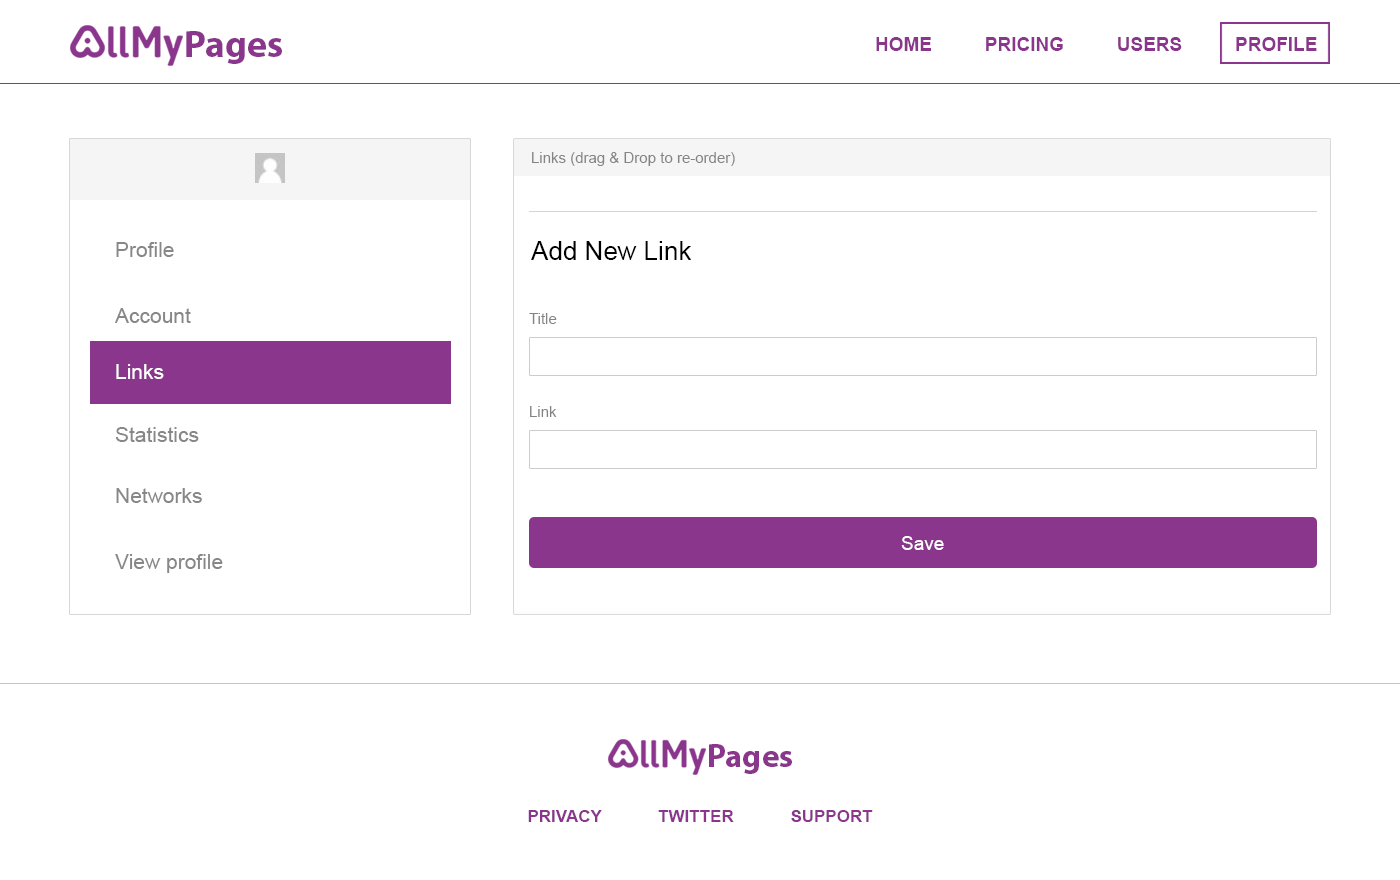 AllMyPages
HOME PRICING USERS PROFILE
Links (drag & Drop to re-order)
Profile
Account
Links
Statistics
Networks
View profile
Add New Link
Title
Link
Save
AllMyPages
PRIVACY TWITTER SUPPORT